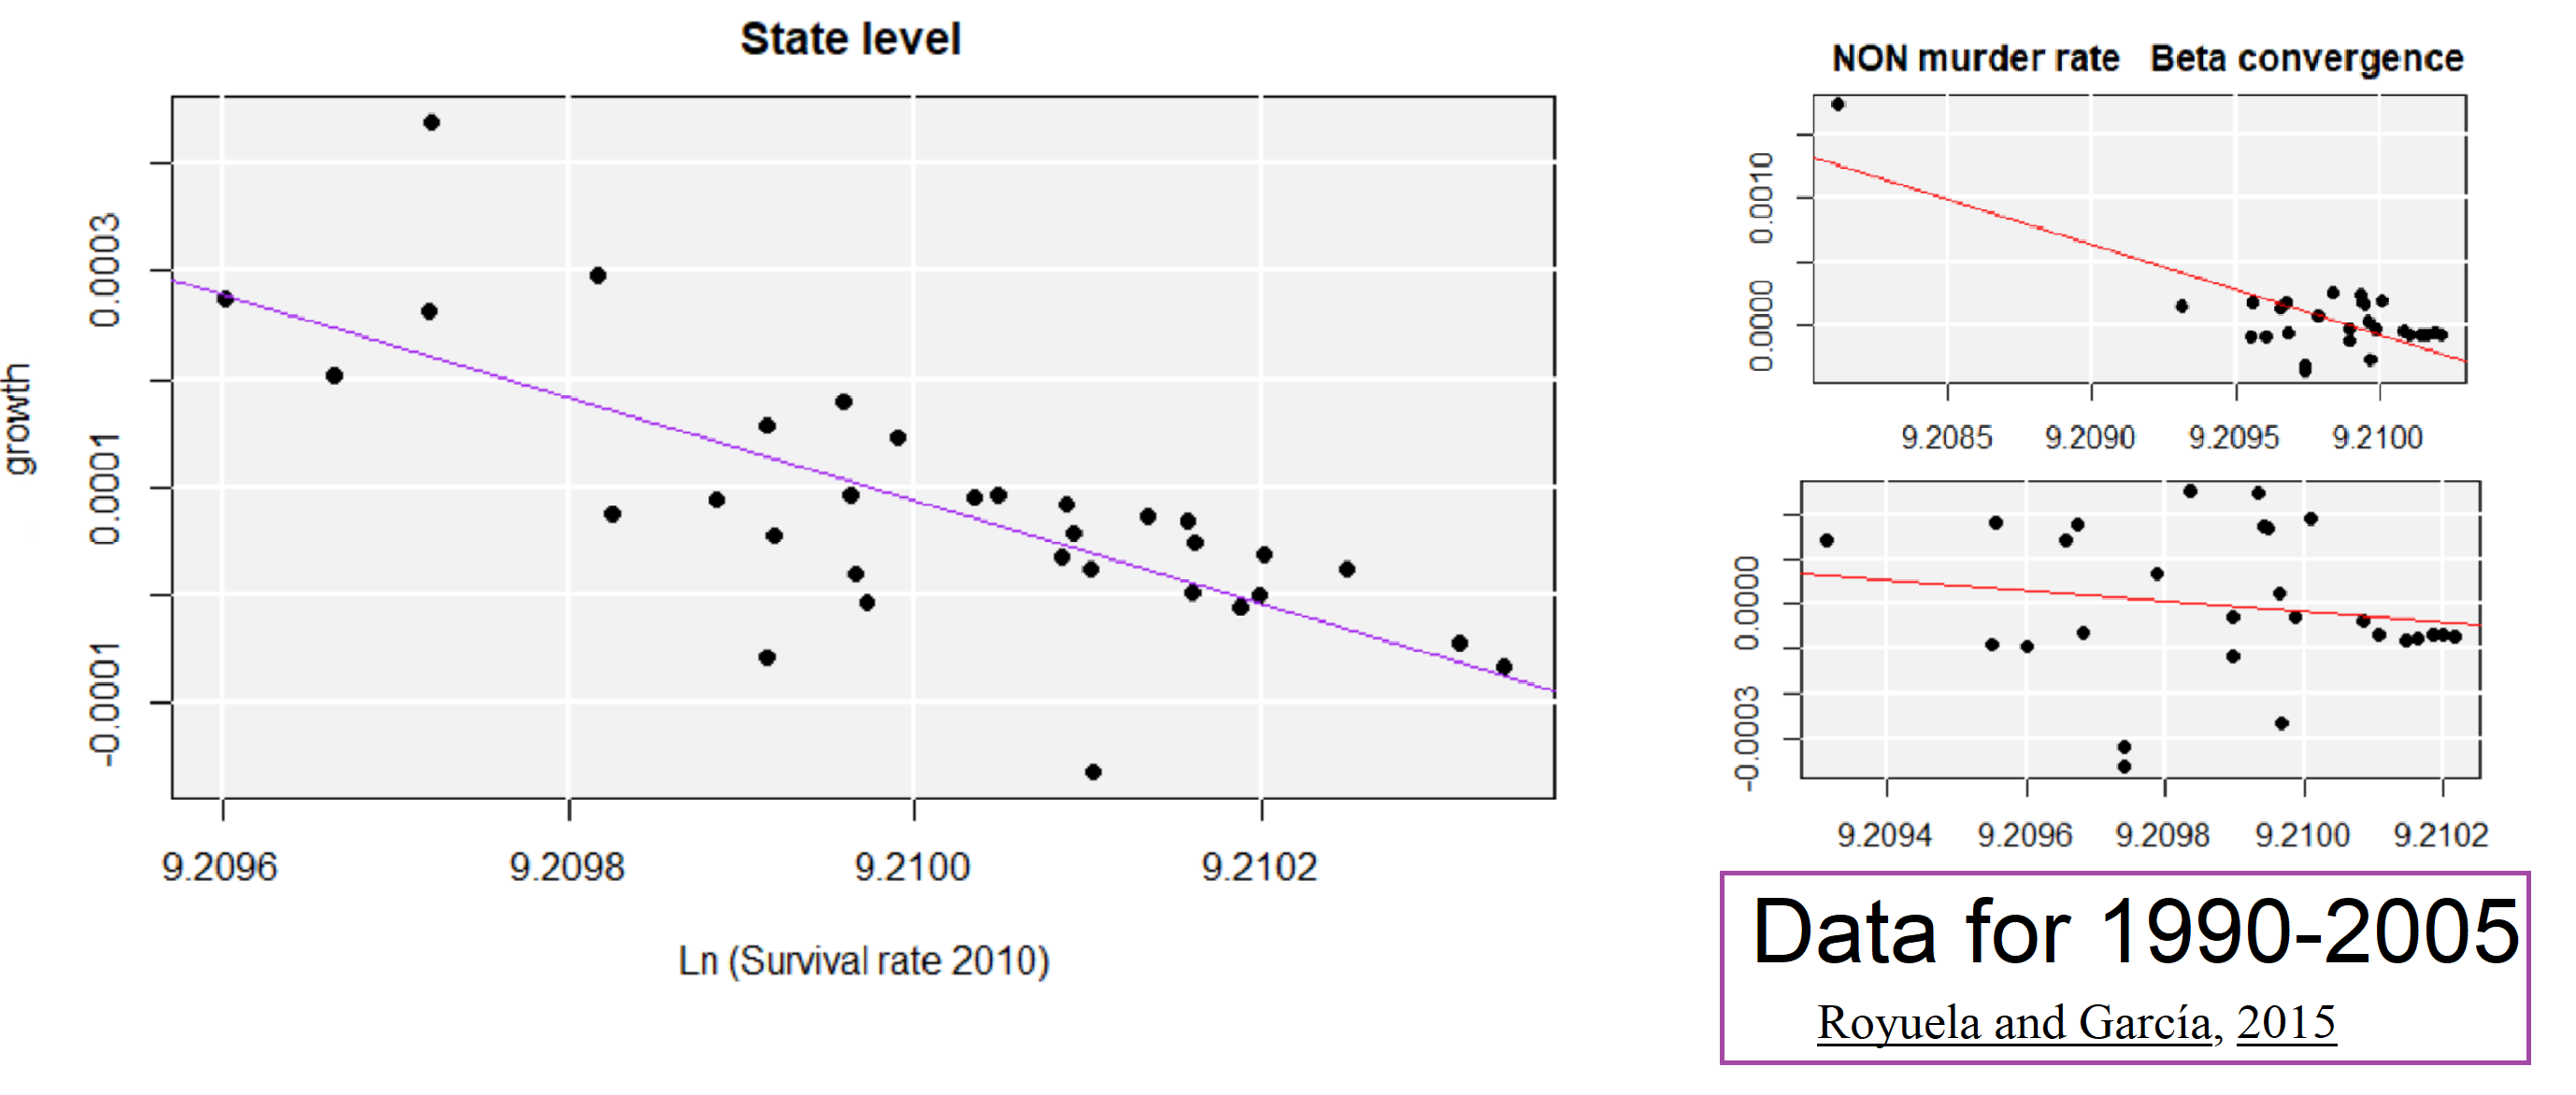 State level
growth
0.0003
0.0001
-0.0001
9.2096 9.2098 9.2100 9.2102
Ln (Survival rate 2010)
NON murder rate Beta convergence
0.0010
0.0000
9.2085 9.2090 9.2095 9.2100
0.0000
-0.0003
9.2094 9.2096 9.2098 9.2100 9.2102
Data for 1990-2005
Royuela and García, 2015